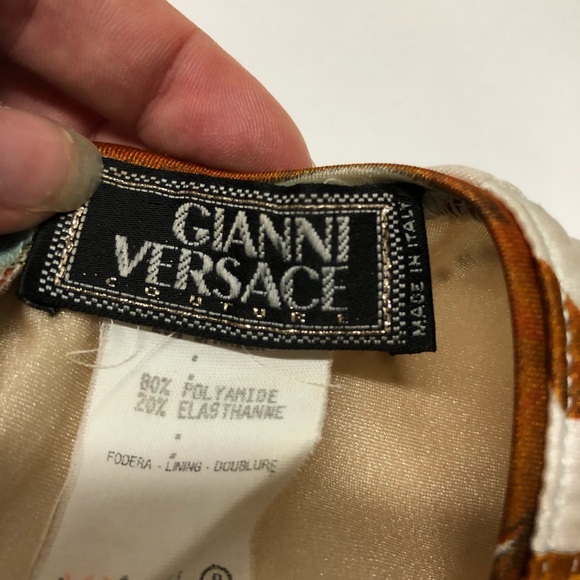 GIANNI
VERSACE
COUTURE
MADE IN ITALY
80% POLYAMIDE
20% ELASTHANNE
FODERA - LINING - DOUBLURE
®